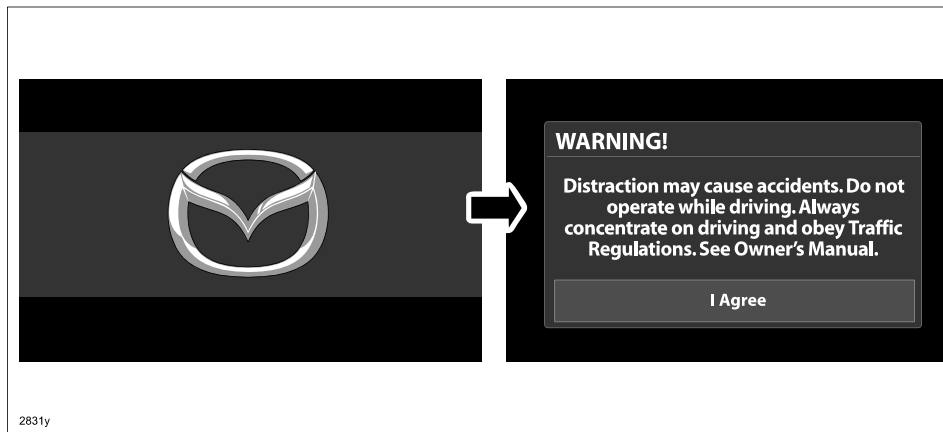 WARNING!
Distraction may cause accidents. Do not
operate while driving. Always
concentrate on driving and obey Traffic
Regulations. See Owner's Manual.
I Agree
2831y